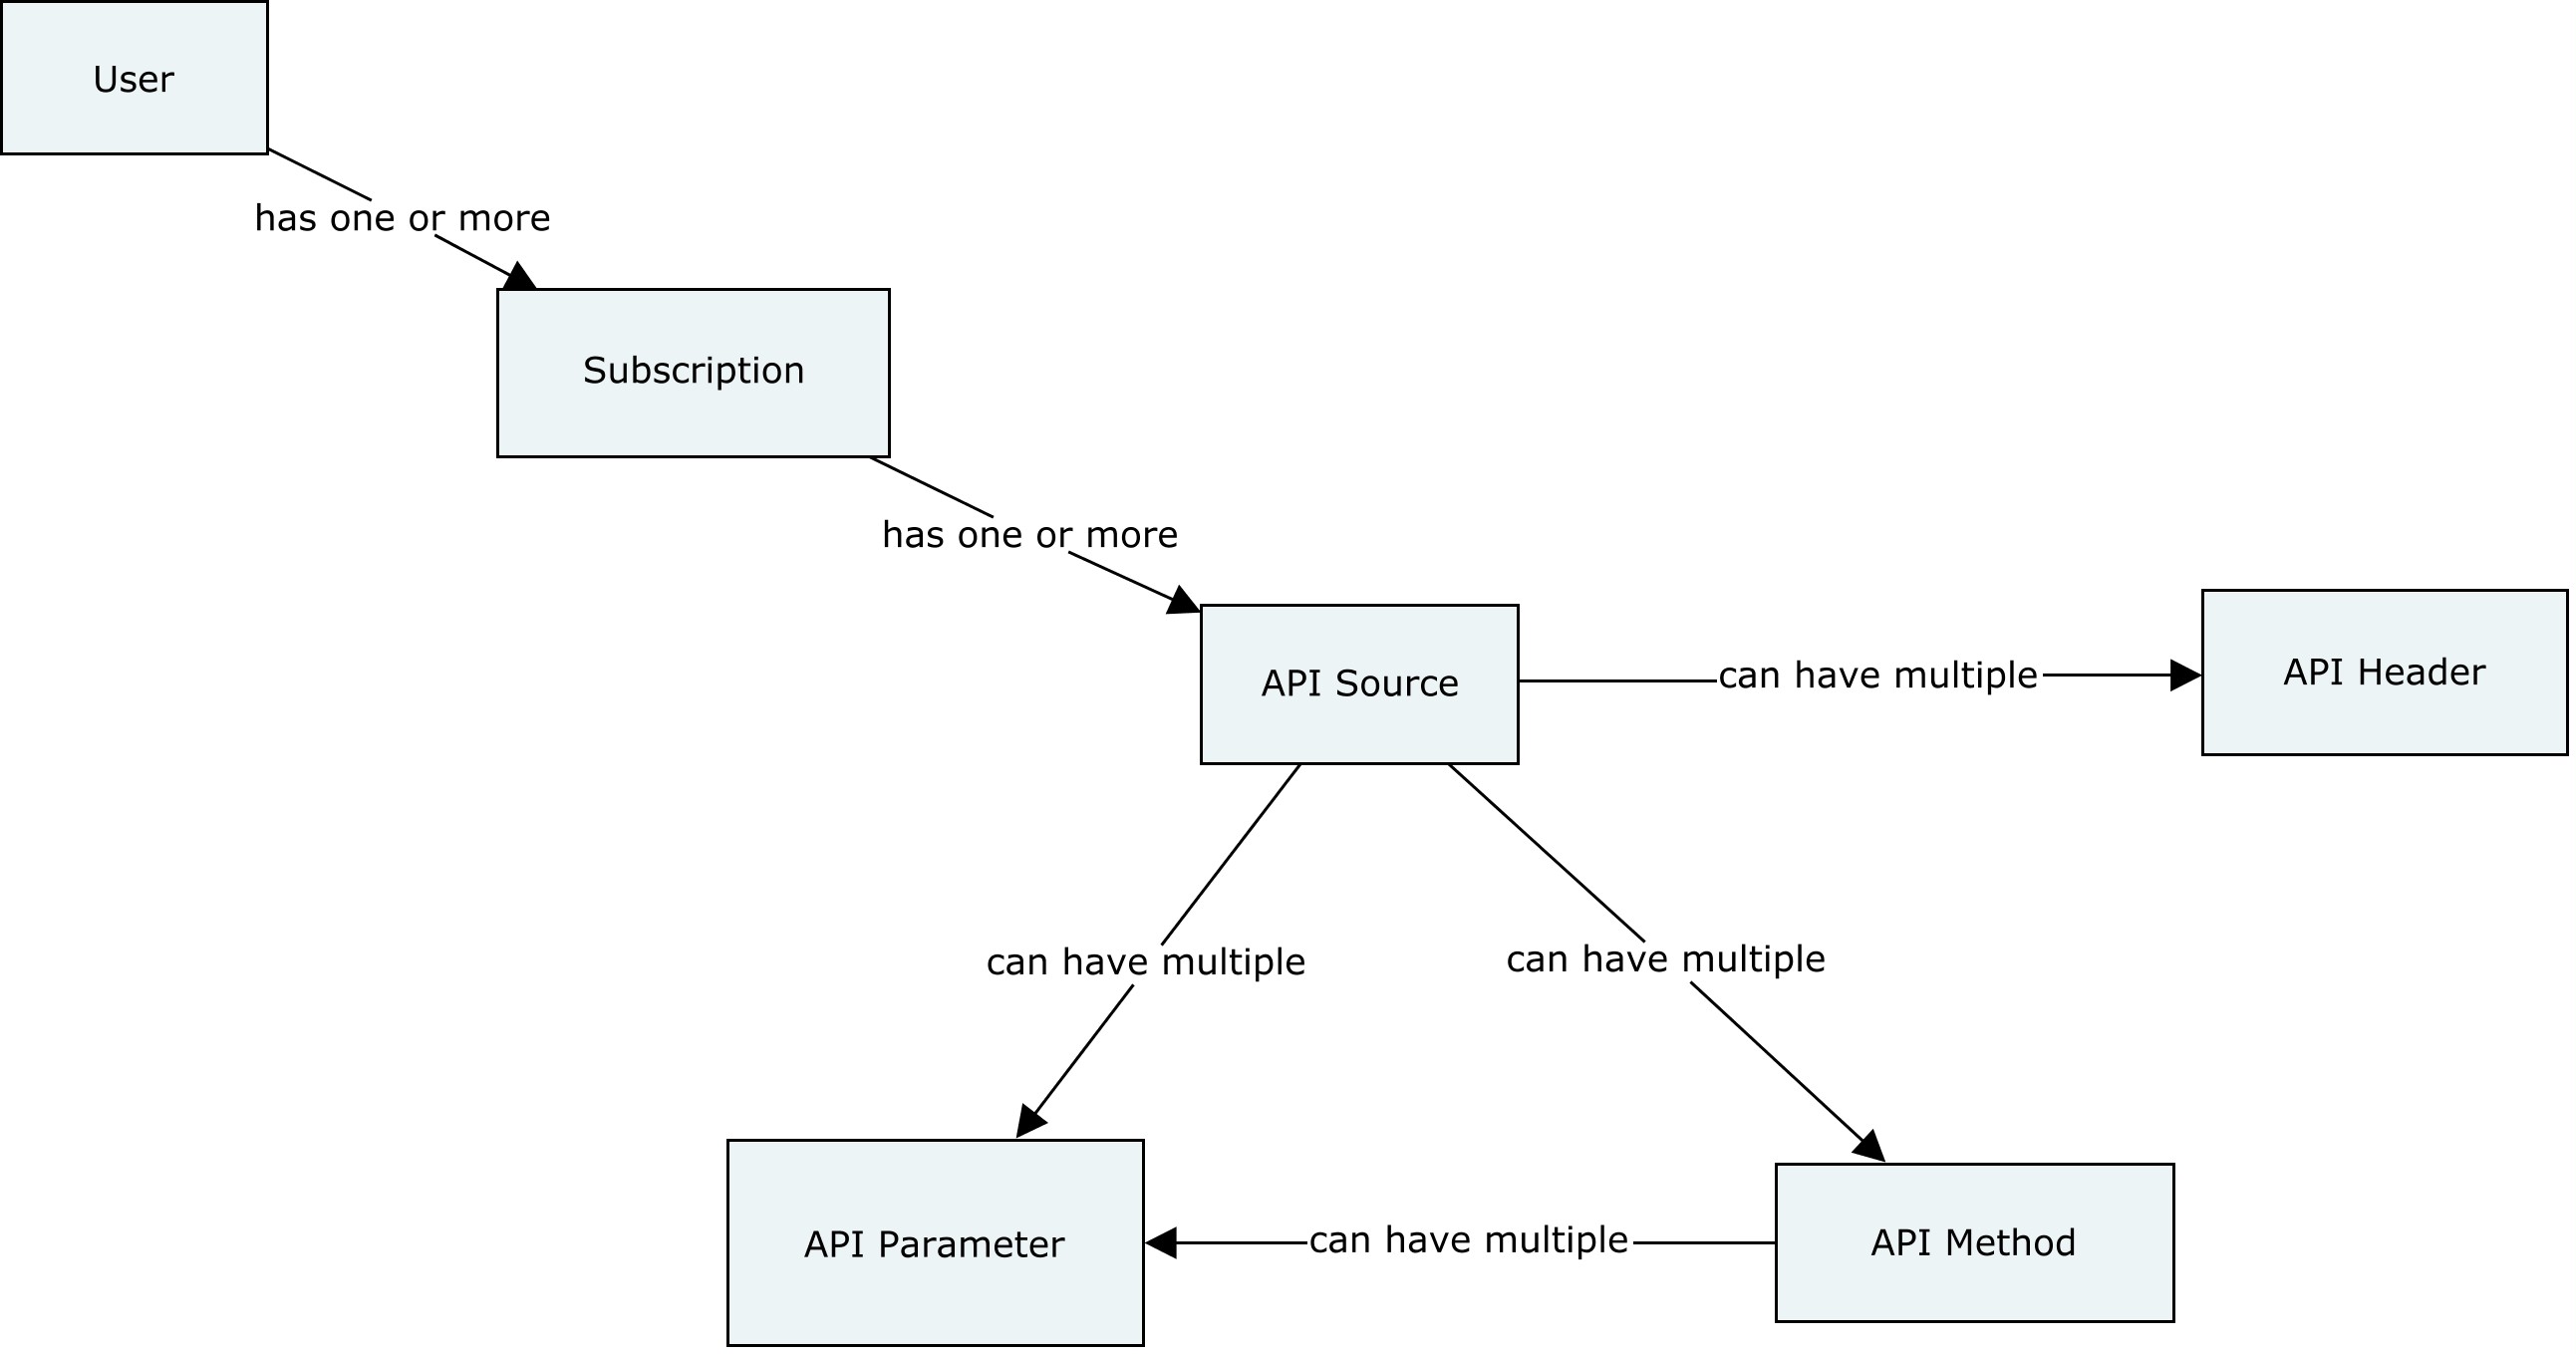 User
has one or more
Subscription
has one or more
API Source
can have multiple
API Header
can have multiple
can have multiple
API Parameter
can have multiple
API Method